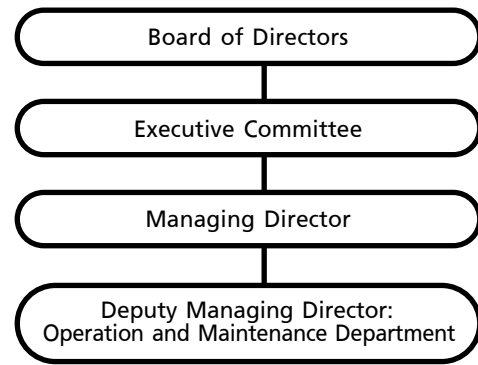 Board of Directors
Executive Committee
Managing Director
Deputy Managing Director:
Operation and Maintenance Department